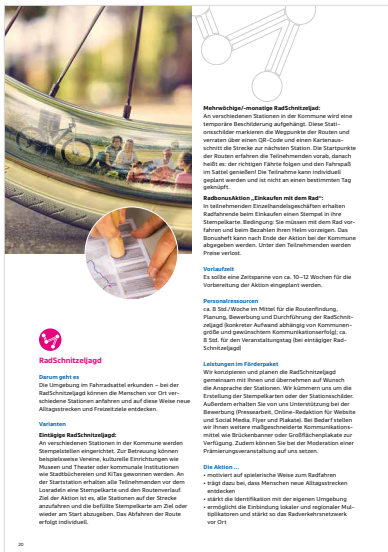 RadSchnitzeljagd
Darum geht es
Die Umgebung im Fahrradsattel erkunden – bei der
RadSchnitzeljagd können die Menschen vor Ort ver-
schiedene Stationen anfahren und auf diese Weise neue
Alltagsstrecken und Freizeitziele entdecken.
Varianten
Eintägige RadSchnitzeljagd:
An verschiedenen Stationen in der Kommune werden
Stempelstellen eingerichtet. Zur Betreuung können
beispielsweise Vereine, kulturelle Einrichtungen wie
Museen und Theater oder kommunale Institutionen
wie Stadtbüchereien und KiTas gewonnen werden. An
der Startstation erhalten alle Teilnehmenden vor dem
Losradeln eine Stempelkarte und den Routenverlauf.
Ziel der Aktion ist es, alle Stationen auf der Strecke
anzufahren und die befüllte Stempelkarte am Ziel oder
wieder am Start abzugeben. Das Abfahren der Route
erfolgt individuell.
Mehrwöchige/-monatige RadSchnitzeljad:
An verschiedenen Stationen in der Kommune wird eine
temporäre Beschilderung aufgehängt. Diese Stati-
onsschilder markieren die Wegpunkte der Routen und
verraten über einen QR-Code und einen Kartenaus-
schnitt die Strecke zur nächsten Station. Die Startpunkte
der Routen erfahren die Teilnehmenden vorab, danach
heißt es: der richtigen Fährte folgen und den Fahrspaß
im Sattel genießen! Die Teilnahme kann individuell
geplant werden und ist nicht an einen bestimmten Tag
geknüpft.
RadbonusAktion „Einkaufen mit dem Rad":
In teilnehmenden Einzelhandelsgeschäften erhalten
Radfahrende beim Einkaufen einen Stempel in ihre
Stempelkarte. Bedingung: Sie müssen mit dem Rad vor-
fahren und beim Bezahlen ihren Helm vorzeigen. Das
Bonusheft kann nach Ende der Aktion bei der Kommune
abgegeben werden. Unter den Teilnehmenden werden
Preise verlost.
Vorlaufzeit
Es sollte eine Zeitspanne von ca. 10–12 Wochen für die
Vorbereitung der Aktion eingeplant werden.
Personalressourcen
ca. 8 Std./Woche im Mittel für die Routenfindung,
Planung, Bewerbung und Durchführung der RadSchnit-
zeljagd (konkreter Aufwand abhängig von Kommunen-
größe und gewünschtem Kommunikationserfolg); ca.
8 Std. für den Veranstaltungstag (bei eintägiger Rad-
Schnitzeljagd)
Leistungen im Förderpaket
Wir konzipieren und planen die RadSchnitzeljagd
gemeinsam mit Ihnen und übernehmen auf Wunsch
die Ansprache der Stationen. Wir kümmern uns um die
Erstellung der Stempelkarten oder der Stationsschilder.
Außerdem erhalten Sie von uns Unterstützung bei der
Bewerbung (Pressearbeit, Online-Redaktion für Website
und Social Media, Flyer und Plakate). Bei Bedarf stellen
wir Ihnen weitere maßgeschneiderte Kommunikations-
mittel wie Brückenbanner oder Großflächenplakate zur
Verfügung. Zudem können Sie bei der Moderation einer
Prämierungsveranstaltung auf uns setzen.
Die Aktion ...
• motiviert auf spielerische Weise zum Radfahren
• trägt dazu bei, dass Menschen neue Alltagsstrecken
entdecken
• stärkt die Identifikation mit der eigenen Umgebung
• ermöglicht die Einbindung lokaler und regionaler Mul-
tiplikatoren und stärkt so das Radverkehrsnetzwerk
vor Ort
20